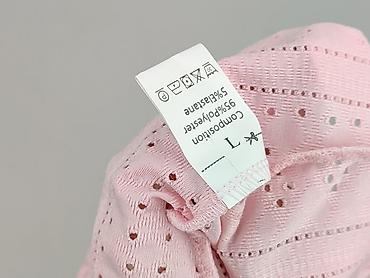 L
Composition
95%Polyester
5%Elastane